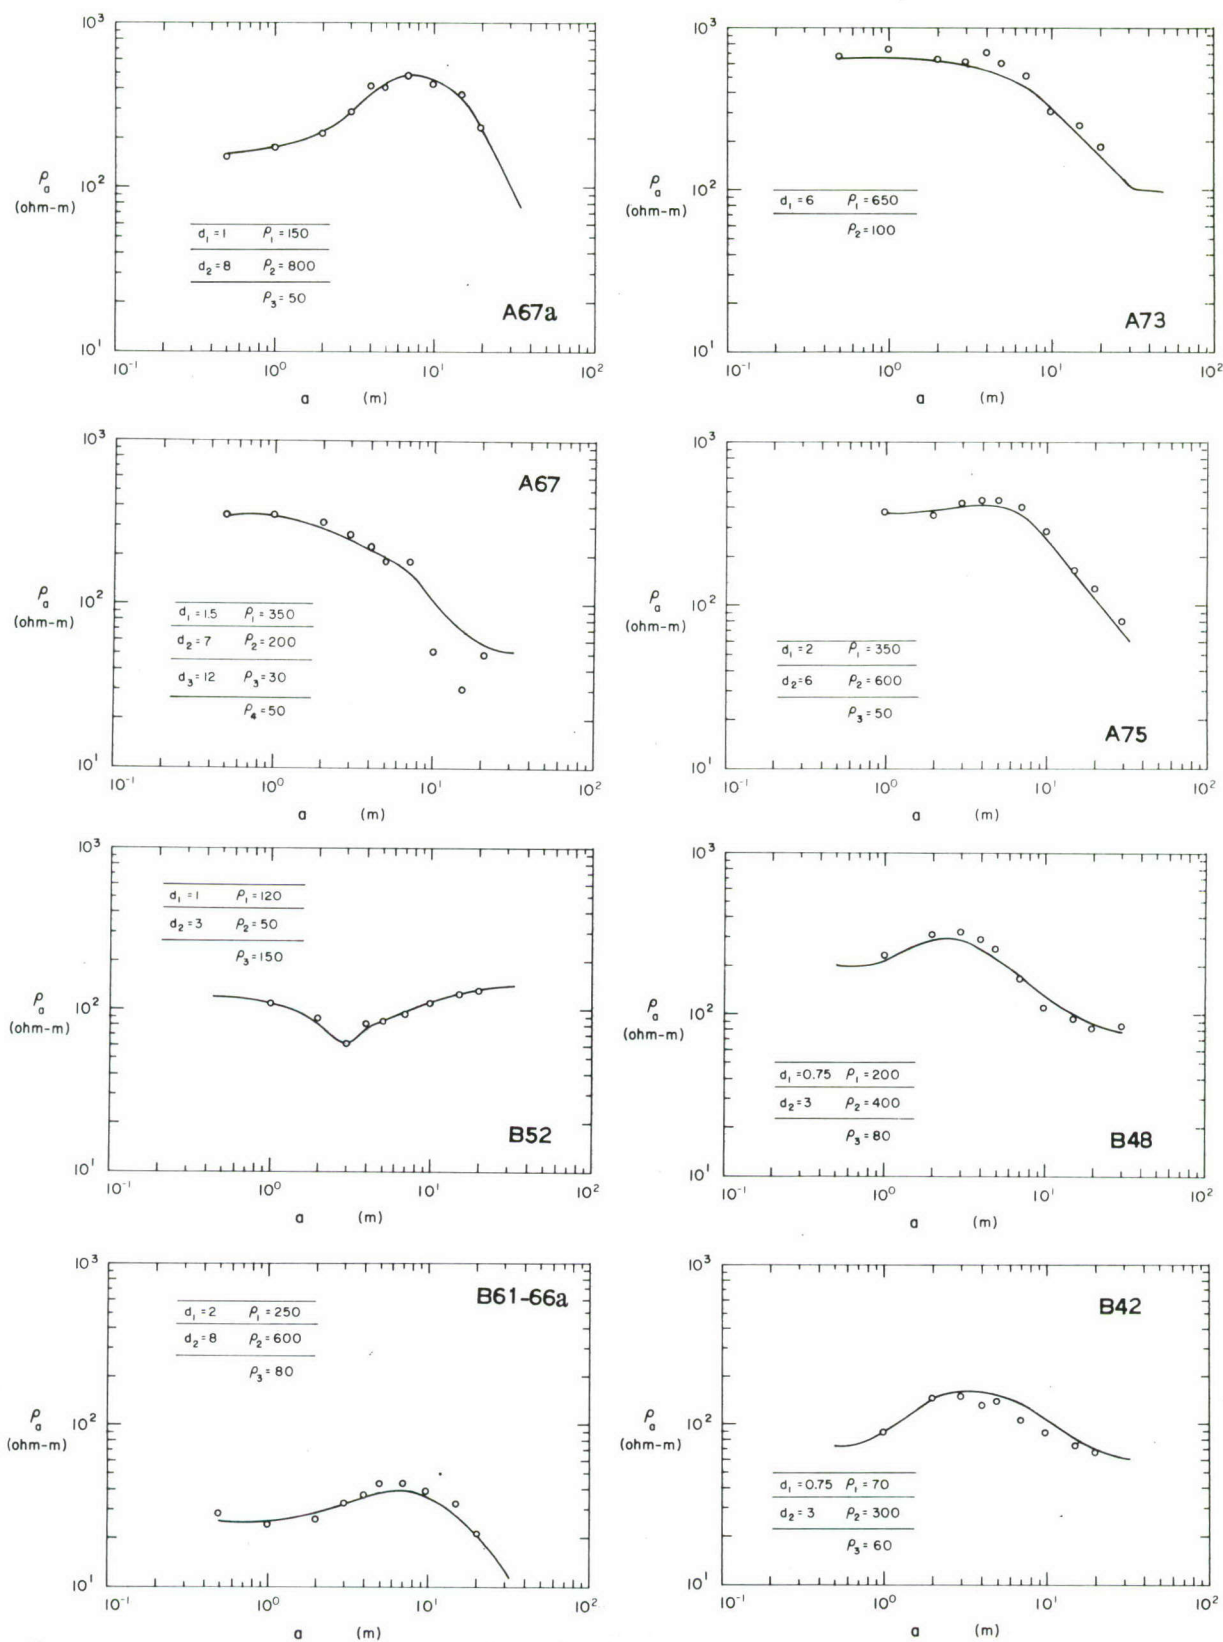 10³
ρa
(ohm-m)
10²
d₁ = 1 ρ₁ = 150
d₂ = 8 ρ₂ = 800
ρ₃ = 50
A67a
10¹
10⁻¹ 10⁰ 10¹ 10²
a (m)
10³
ρa
(ohm-m)
10²
d₁ = 6 ρ₁ = 650
ρ₂ = 100
A73
10¹
10⁻¹ 10⁰ 10¹ 10²
a (m)
10³
A67
ρa
(ohm-m)
10²
d₁ = 1.5 ρ₁ = 350
d₂ = 7 ρ₂ = 200
d₃ = 12 ρ₃ = 30
ρ₄ = 50
10¹
10⁻¹ 10⁰ 10¹ 10²
a (m)
10³
ρa
(ohm-m)
10²
d₁ = 2 ρ₁ = 350
d₂ = 6 ρ₂ = 600
ρ₃ = 50
A75
10¹
10⁻¹ 10⁰ 10¹ 10²
a (m)
10³
d₁ = 1 ρ₁ = 120
d₂ = 3 ρ₂ = 50
ρ₃ = 150
ρa
(ohm-m)
10²
B52
10¹
10⁻¹ 10⁰ 10¹ 10²
a (m)
10³
ρa
(ohm-m)
10²
d₁ = 0.75 ρ₁ = 200
d₂ = 3 ρ₂ = 400
ρ₃ = 80
B48
10¹
10⁻¹ 10⁰ 10¹ 10²
a (m)
10³
B61-66a
d₁ = 2 ρ₁ = 250
d₂ = 8 ρ₂ = 600
ρ₃ = 80
ρa
(ohm-m)
10²
10¹
10⁻¹ 10⁰ 10¹ 10²
a (m)
10³
B42
ρa
(ohm-m)
10²
d₁ = 0.75 ρ₁ = 70
d₂ = 3 ρ₂ = 300
ρ₃ = 60
10¹
10⁻¹ 10⁰ 10¹ 10²
a (m)